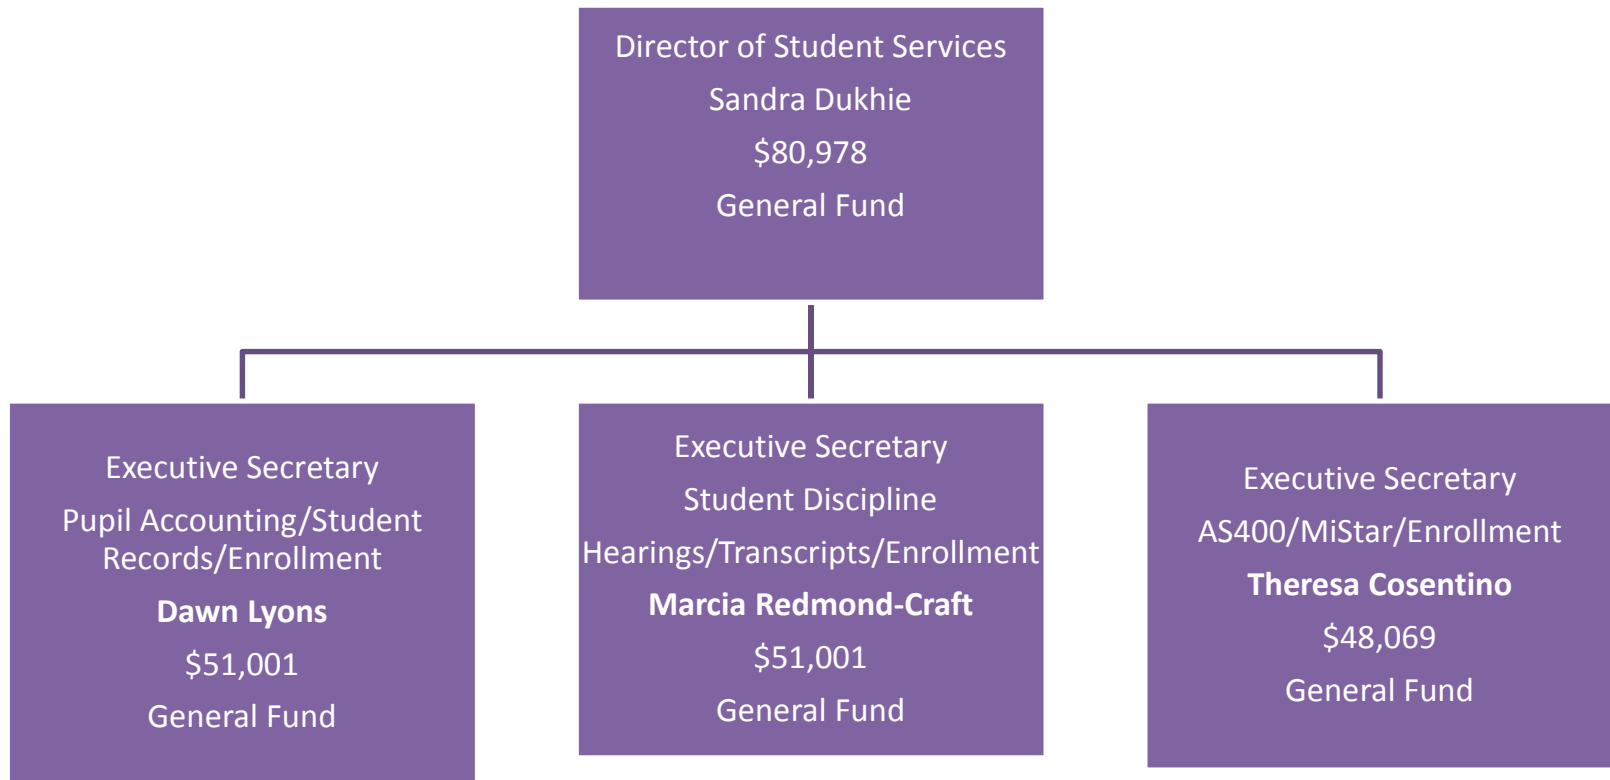 Director of Student Services
Sandra Dukhie
$80,978
General Fund
Executive Secretary
Pupil Accounting/Student
Records/Enrollment
Dawn Lyons
$51,001
General Fund
Executive Secretary
Student Discipline
Hearings/Transcripts/Enrollment
Marcia Redmond-Craft
$51,001
General Fund
Executive Secretary
AS400/MiStar/Enrollment
Theresa Cosentino
$48,069
General Fund